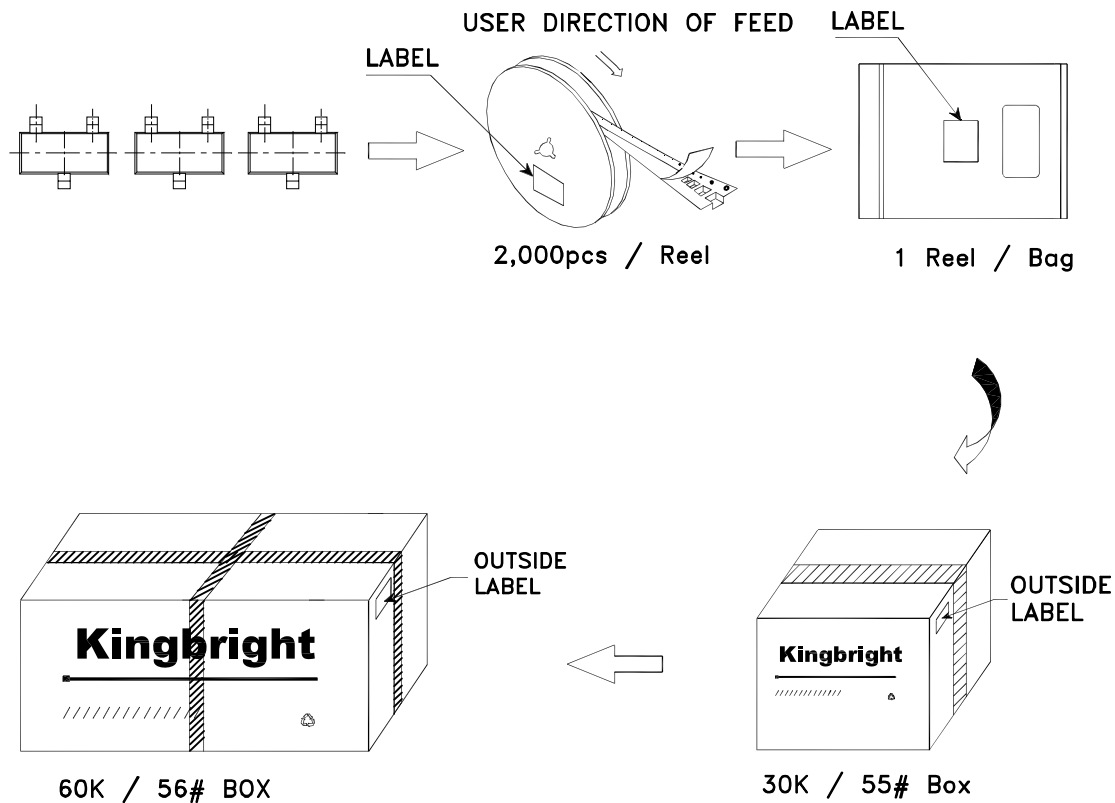 USER DIRECTION OF FEED
LABEL
LABEL
2,000pcs / Reel
1 Reel / Bag
OUTSIDE
LABEL
Kingbright
60K / 56# BOX
OUTSIDE
LABEL
Kingbright
30K / 55# Box